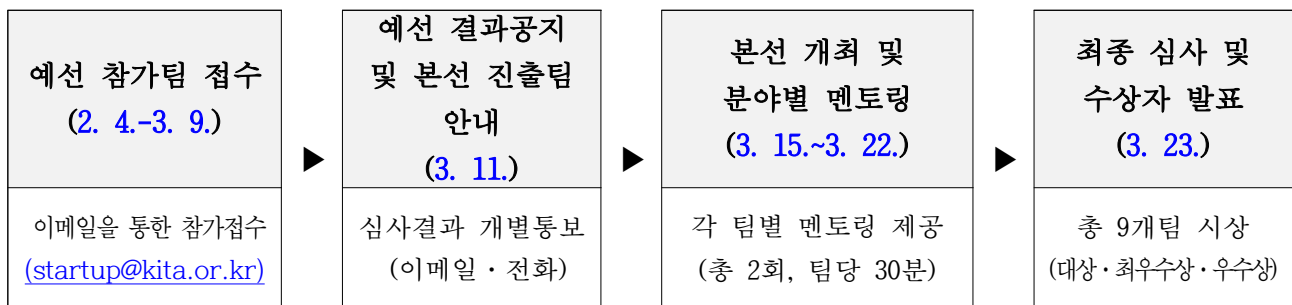 예선 참가팀 접수
(2. 4.-3. 9.)
이메일을 통한 참가접수
(startup@kita.or.kr)
▶
예선 결과공지
및 본선 진출팀
안내
(3. 11.)
심사결과 개별통보
(이메일・전화)
▶
본선 개최 및
분야별 멘토링
(3. 15.~3. 22.)
각 팀별 멘토링 제공
(총 2회, 팀당 30분)
▶
최종 심사 및
수상자 발표
(3. 23.)
총 9개팀 시상
(대상・최우수상・우수상)